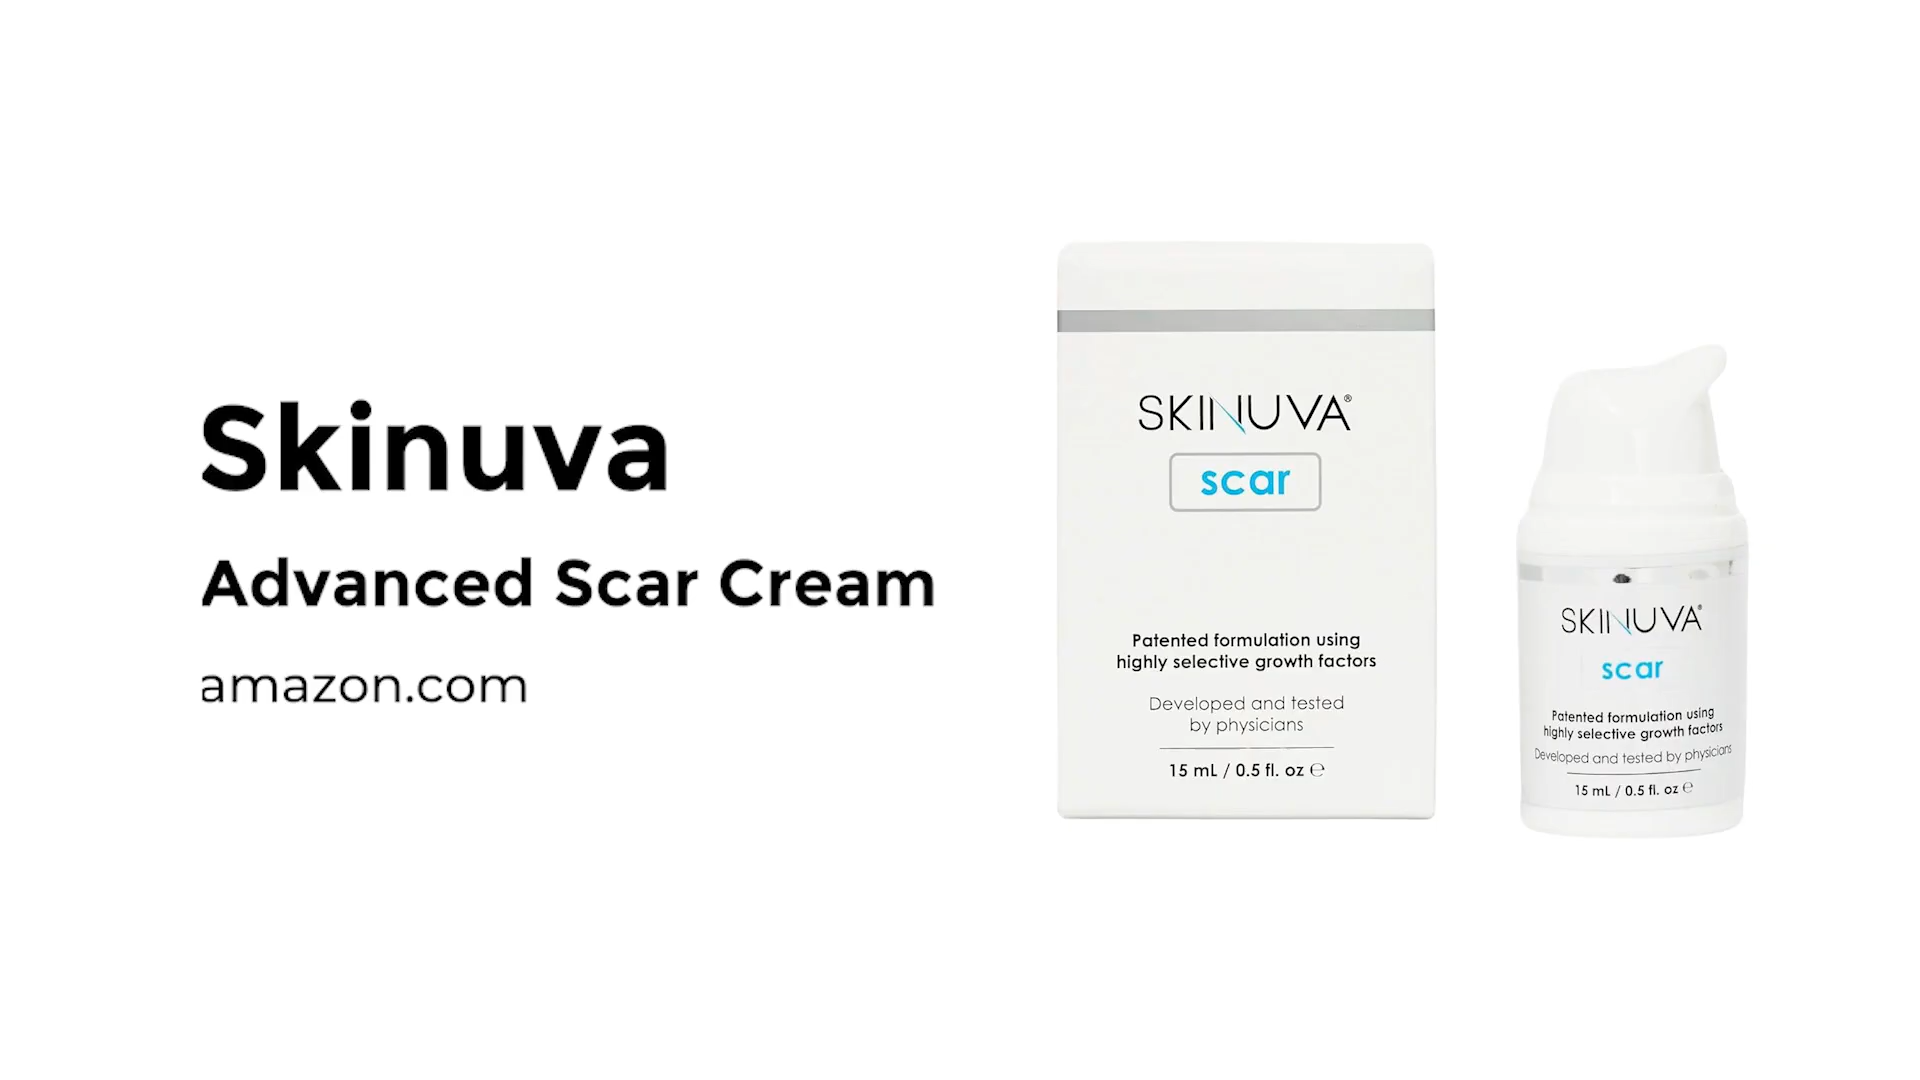 Skinuva
Advanced Scar Cream
amazon.com
SKINUVA®
scar
Patented formulation using
highly selective growth factors
Developed and tested
by physicians
15 mL / 0.5 fl. oz ℮
SKINUVA®
scar
Patented formulation using
highly selective growth factors
Developed and tested by physicians
15 mL / 0.5 fl. oz ℮